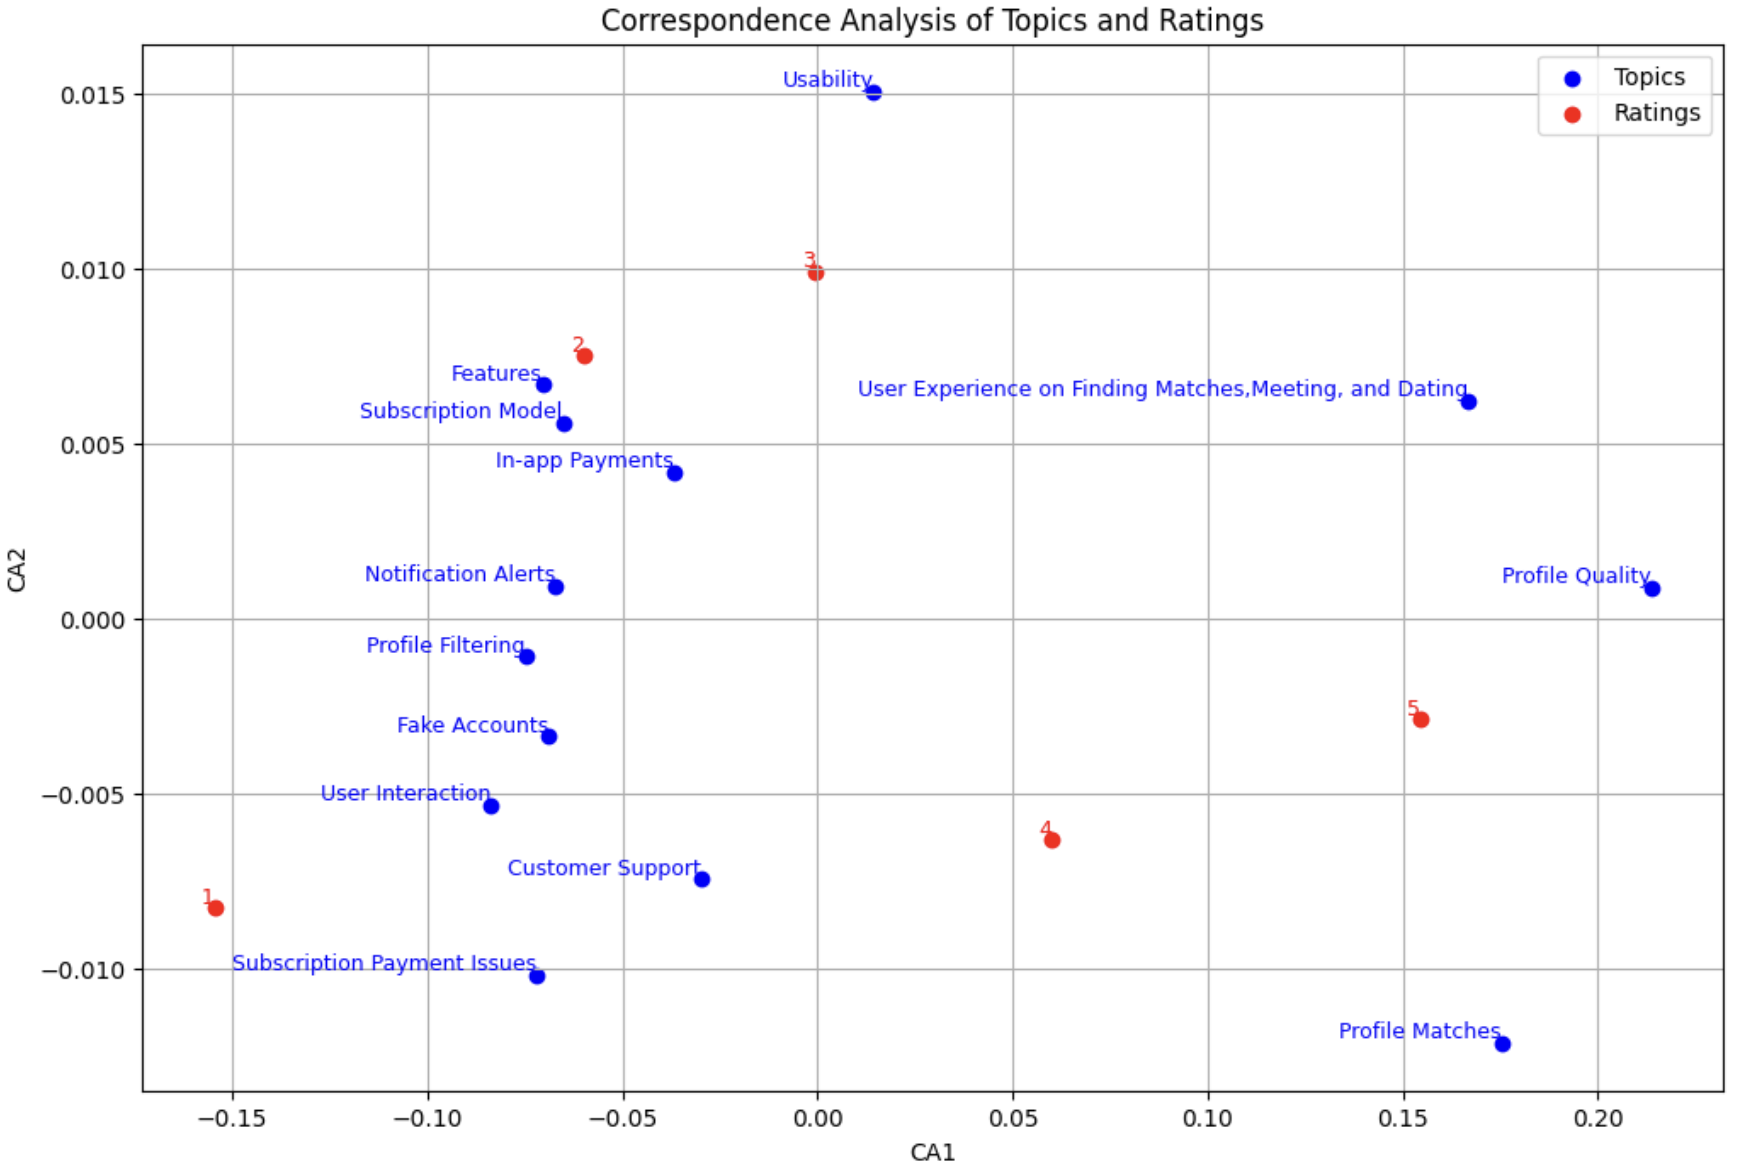 Correspondence Analysis of Topics and Ratings
Topics
Ratings
Usability
3
2
Features
Subscription Model
User Experience on Finding Matches,Meeting, and Dating
In-app Payments
Notification Alerts
Profile Quality
Profile Filtering
5
Fake Accounts
User Interaction
4
Customer Support
1
Subscription Payment Issues
Profile Matches
0.015
0.010
0.005
0.000
−0.005
−0.010
CA2
−0.15 −0.10 −0.05 0.00 0.05 0.10 0.15 0.20
CA1